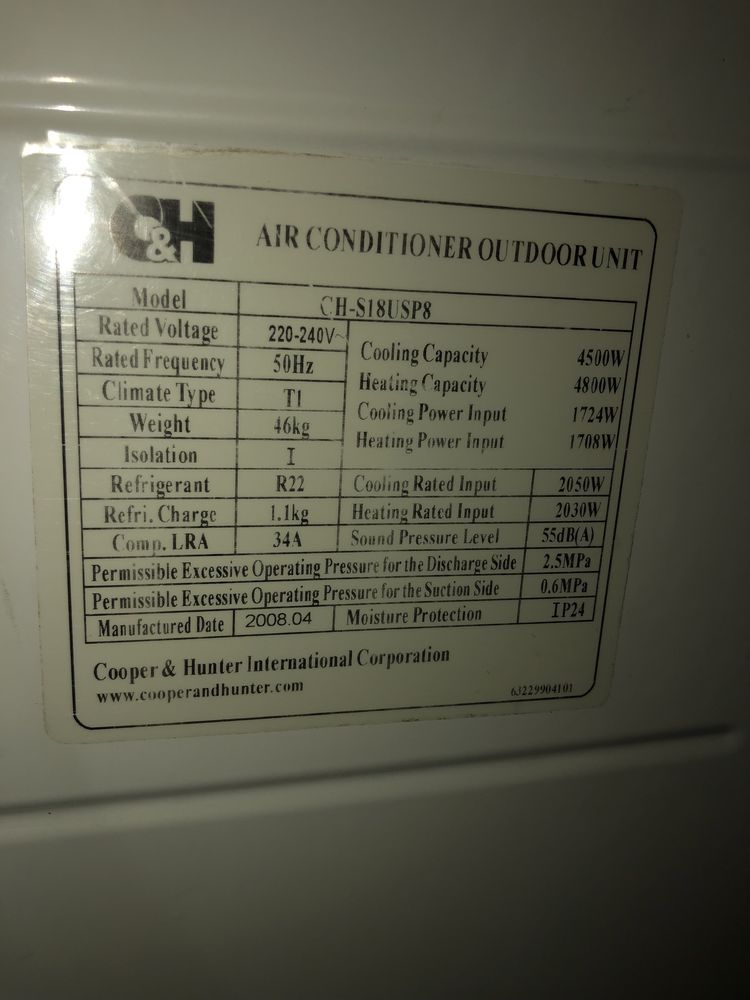 C&H AIR CONDITIONER OUTDOOR UNIT
Model CH-S18USP8
Rated Voltage 220-240V~
Rated Frequency 50Hz Cooling Capacity 4500W
Climate Type T1 Heating Capacity 4800W
Weight 46kg Cooling Power Input 1724W
Isolation I Heating Power Input 1708W
Refrigerant R22 Cooling Rated Input 2050W
Refri. Charge 1.1kg Heating Rated Input 2030W
Comp. LRA 34A Sound Pressure Level 55dB(A)
Permissible Excessive Operating Pressure for the Discharge Side 2.5MPa
Permissible Excessive Operating Pressure for the Suction Side 0.6MPa
Manufactured Date 2008.04 Moisture Protection IP24
Cooper & Hunter International Corporation
www.cooperandhunter.com 63229904101